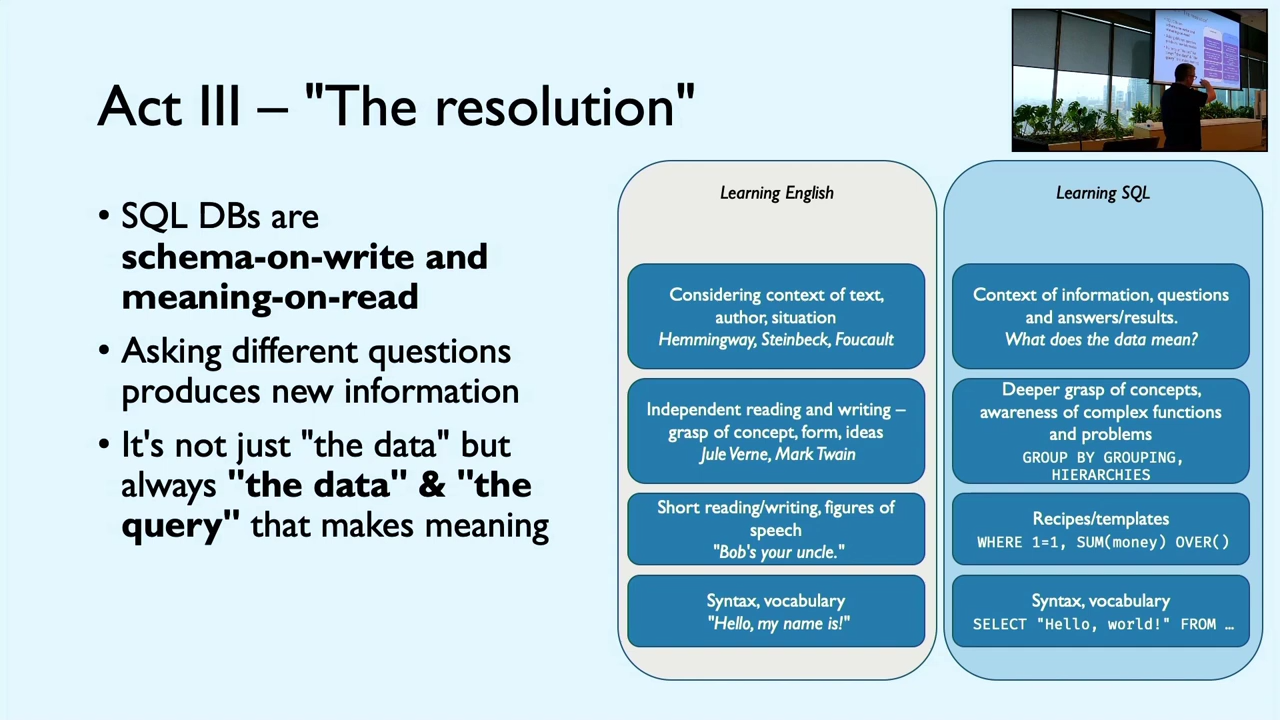 Act III – "The resolution"
• SQL DBs are
schema-on-write and
meaning-on-read
• Asking different questions
produces new information
• It's not just "the data" but
always "the data" & "the
query" that makes meaning
Learning English
Considering context of text,
author, situation
Hemmingway, Steinbeck, Foucault
Independent reading and writing –
grasp of concept, form, ideas
Jule Verne, Mark Twain
Short reading/writing, figures of
speech
"Bob's your uncle."
Syntax, vocabulary
"Hello, my name is!"
Learning SQL
Context of information, questions
and answers/results.
What does the data mean?
Deeper grasp of concepts,
awareness of complex functions
and problems
GROUP BY GROUPING,
HIERARCHIES
Recipes/templates
WHERE 1=1, SUM(money) OVER()
Syntax, vocabulary
SELECT "Hello, world!" FROM …